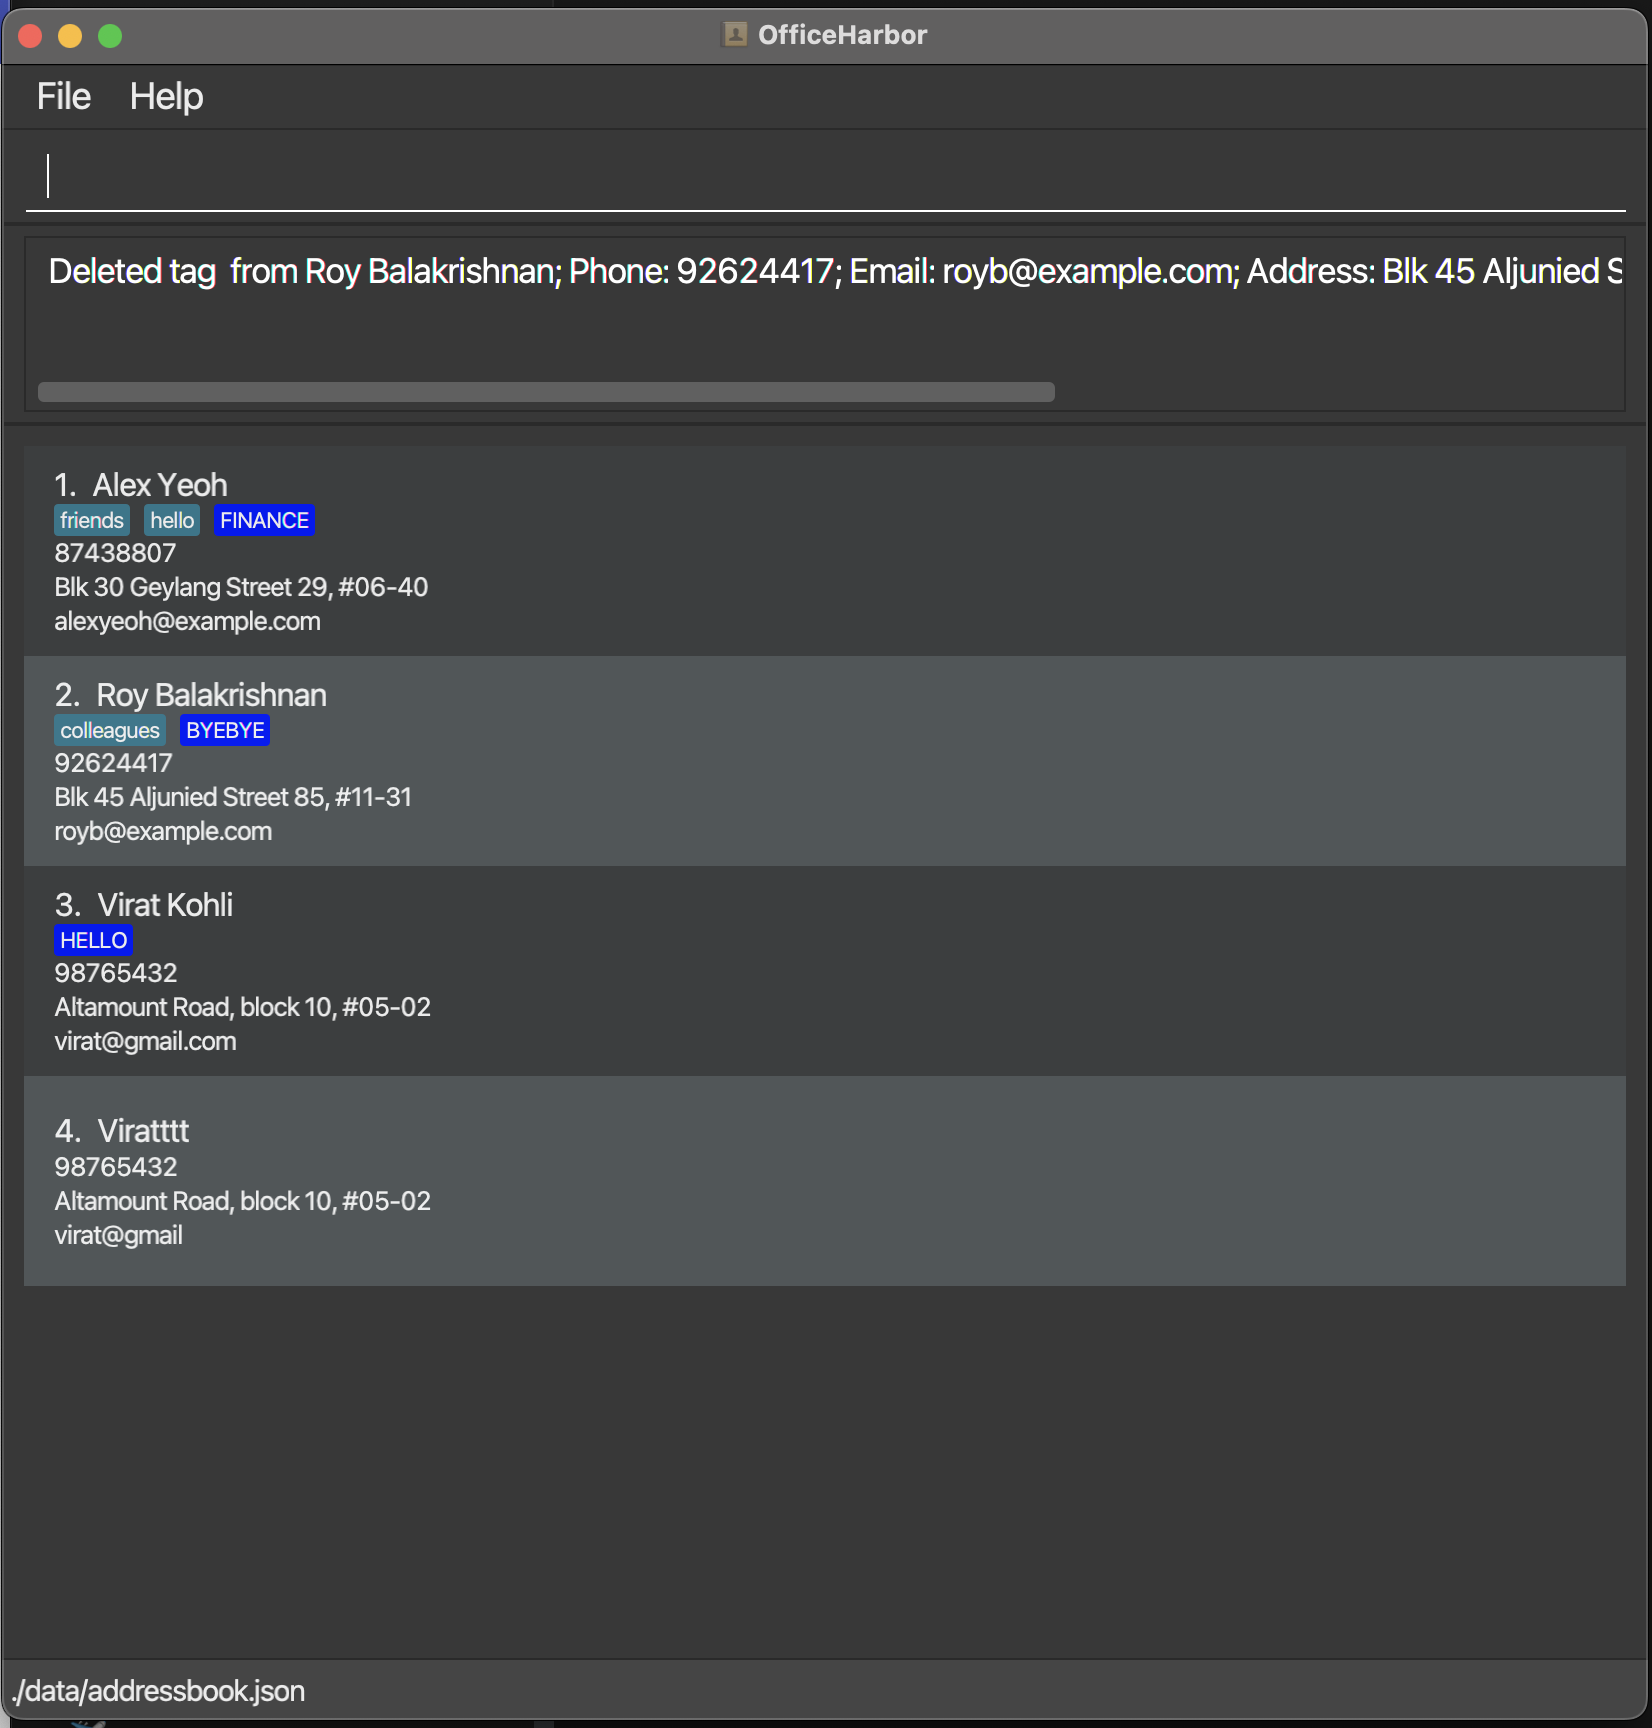 OfficeHarbor
File Help
Deleted tag  from Roy Balakrishnan; Phone: 92624417; Email: royb@example.com; Address: Blk 45 Aljunied S
1. Alex Yeoh
friends hello FINANCE
87438807
Blk 30 Geylang Street 29, #06-40
alexyeoh@example.com
2. Roy Balakrishnan
colleagues BYEBYE
92624417
Blk 45 Aljunied Street 85, #11-31
royb@example.com
3. Virat Kohli
HELLO
98765432
Altamount Road, block 10, #05-02
virat@gmail.com
4. Viratttt
98765432
Altamount Road, block 10, #05-02
virat@gmail
./data/addressbook.json